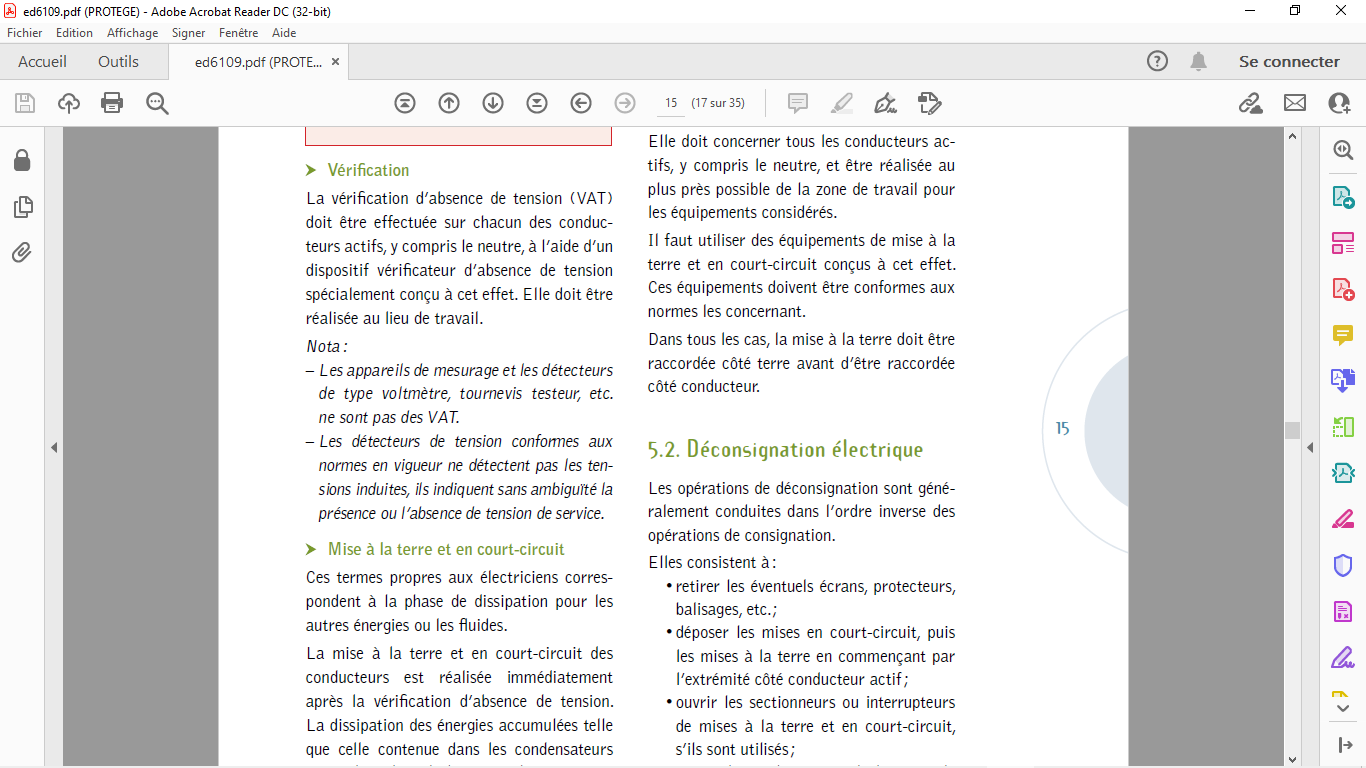 ed6109.pdf (PROTEGE) - Adobe Acrobat Reader DC (32-bit)
Fichier Edition Affichage Signer Fenêtre Aide
Accueil Outils ed6109.pdf (PROTE... × Se connecter
15 (17 sur 35)
Vérification
La vérification d’absence de tension (VAT)
doit être effectuée sur chacun des conduc-
teurs actifs, y compris le neutre, à l’aide d’un
dispositif vérificateur d’absence de tension
spécialement conçu à cet effet. Elle doit être
réalisée au lieu de travail.
Nota :
– Les appareils de mesurage et les détecteurs
de type voltmètre, tournevis testeur, etc.
ne sont pas des VAT.
– Les détecteurs de tension conformes aux
normes en vigueur ne détectent pas les ten-
sions induites, ils indiquent sans ambiguïté la
présence ou l’absence de tension de service.
Mise à la terre et en court-circuit
Ces termes propres aux électriciens corres-
pondent à la phase de dissipation pour les
autres énergies ou les fluides.
La mise à la terre et en court-circuit des
conducteurs est réalisée immédiatement
après la vérification d’absence de tension.
La dissipation des énergies accumulées telle
que celle contenue dans les condensateurs
Elle doit concerner tous les conducteurs ac-
tifs, y compris le neutre, et être réalisée au
plus près possible de la zone de travail pour
les équipements considérés.
Il faut utiliser des équipements de mise à la
terre et en court-circuit conçus à cet effet.
Ces équipements doivent être conformes aux
normes les concernant.
Dans tous les cas, la mise à la terre doit être
raccordée côté terre avant d’être raccordée
côté conducteur.
5.2. Déconsignation électrique
Les opérations de déconsignation sont géné-
ralement conduites dans l’ordre inverse des
opérations de consignation.
Elles consistent à :
• retirer les éventuels écrans, protecteurs,
balisages, etc. ;
• déposer les mises en court-circuit, puis
les mises à la terre en commençant par
l’extrémité côté conducteur actif ;
• ouvrir les sectionneurs ou interrupteurs
de mises à la terre et en court-circuit,
s’ils sont utilisés ;
15